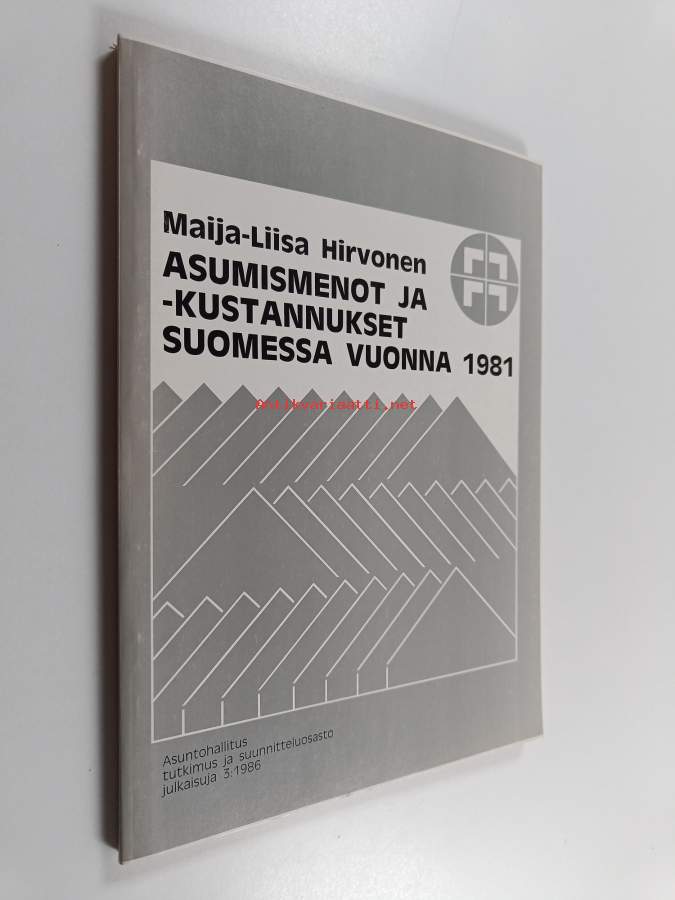 Maija-Liisa Hirvonen
ASUMISMENOT JA
-KUSTANNUKSET
SUOMESSA VUONNA 1981
Antikvariaatti.net
Asuntohallitus
tutkimus ja suunnitteluosasto
julkaisuja 3:1986